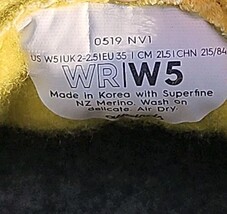 0519 NV1
US W5 | UK 2-2.5 | EU 35 | CM 21.5 | CHN 215/84
WR|W5
Made in Korea with Superfine
NZ Merino. Wash on
delicate. Air Dry.